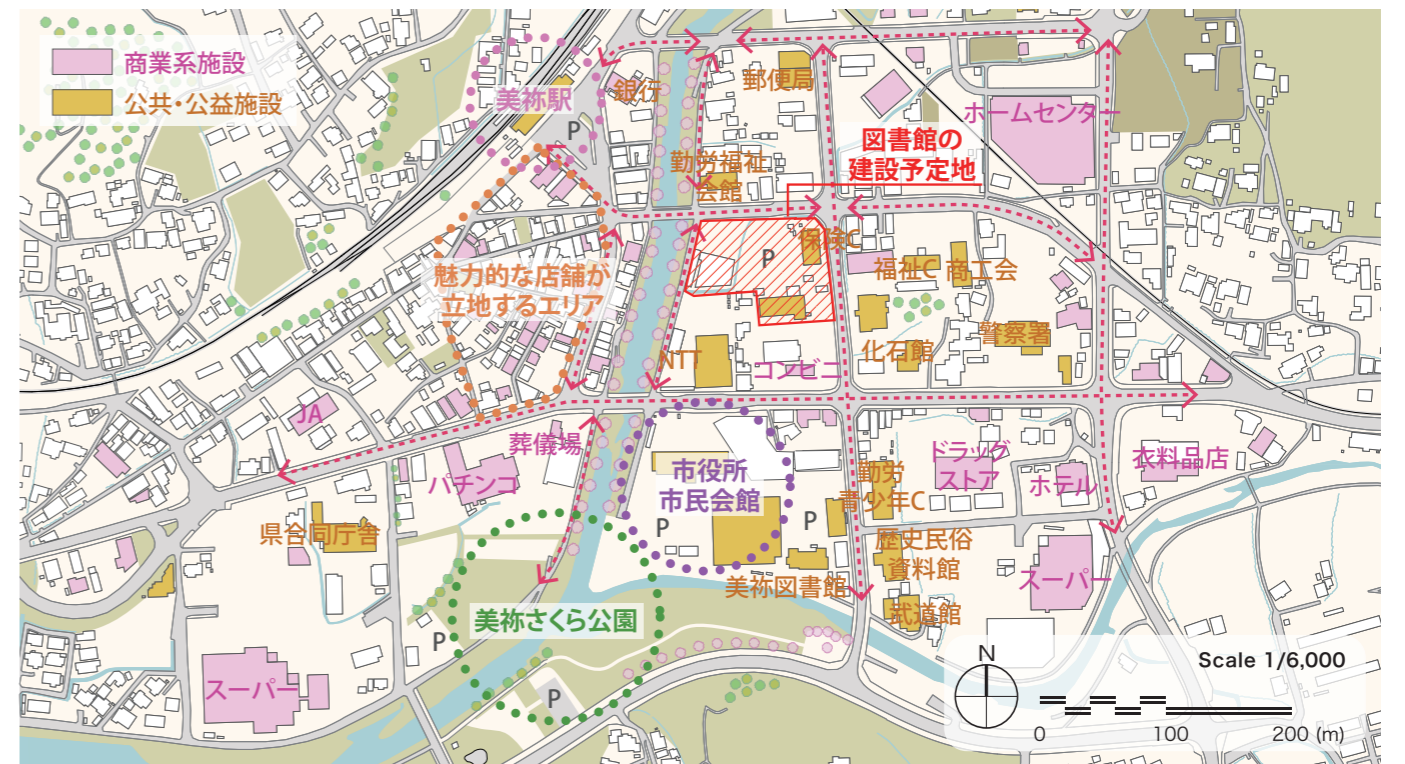 商業系施設
公共・公益施設
美祢駅
P
銀行
郵便局
ホームセンター
図書館の
建設予定地
勤労福祉
会館
保険C
P
福祉C
商工会
魅力的な店舗が
立地するエリア
警察署
化石館
NTT
コンビニ
JA
葬儀場
パチンコ
市役所
市民会館
P
P
勤労
青少年C
ドラッグ
ストア
ホテル
衣料品店
県合同庁舎
歴史民俗
資料館
スーパー
美祢図書館
武道館
美祢さくら公園
P
P
スーパー
N
Scale 1/6,000
0
100
200 (m)